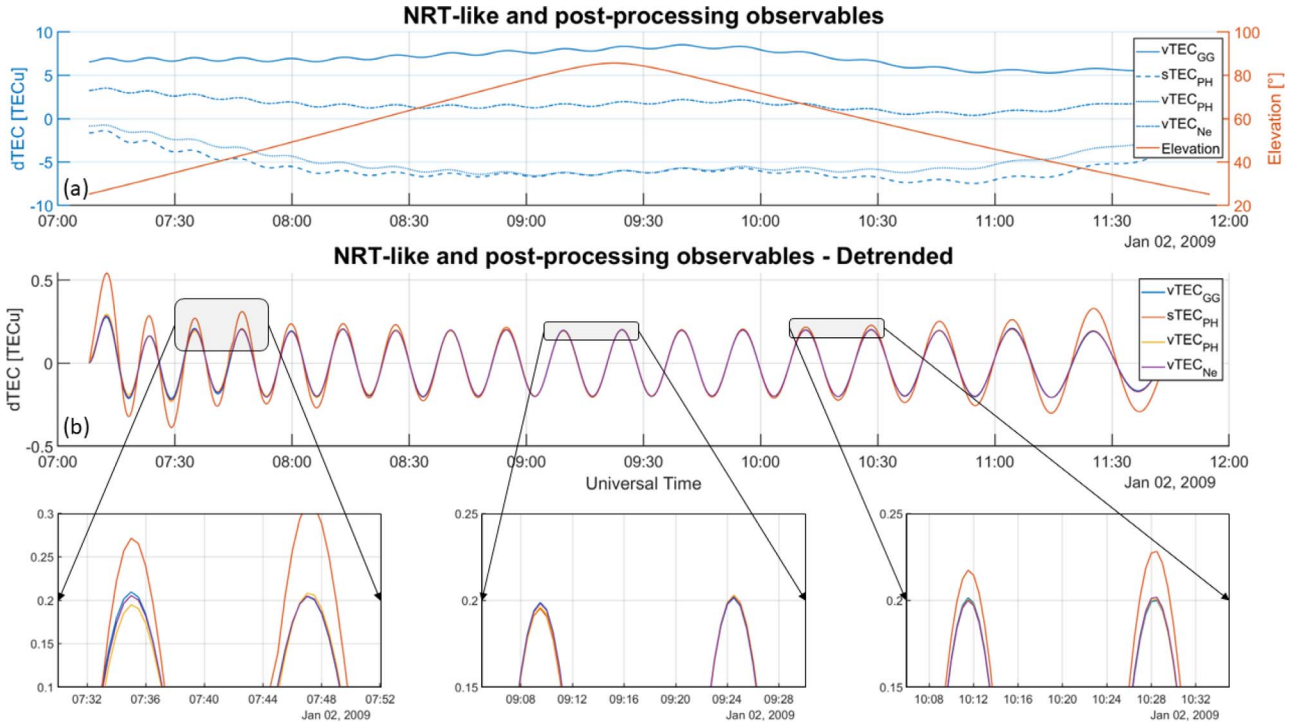 NRT-like and post-processing observables
10
5
0
-5
-10
dTEC [TECu]
(a)
100
80
60
40
20
Elevation [°]
vTEC_GG
sTEC_PH
vTEC_PH
vTEC_Ne
Elevation
07:00 07:30 08:00 08:30 09:00 09:30 10:00 10:30 11:00 11:30 12:00
Jan 02, 2009
NRT-like and post-processing observables - Detrended
0.5
0
-0.5
dTEC [TECu]
(b)
vTEC_GG
sTEC_PH
vTEC_PH
vTEC_Ne
07:00 07:30 08:00 08:30 09:00 09:30 10:00 10:30 11:00 11:30 12:00
Universal Time
Jan 02, 2009
0.3
0.25
0.2
0.15
0.1
07:32 07:36 07:40 07:44 07:48 07:52
Jan 02, 2009
0.25
0.2
0.15
09:08 09:12 09:16 09:20 09:24 09:28
Jan 02, 2009
0.25
0.2
0.15
10:08 10:12 10:16 10:20 10:24 10:28 10:32
Jan 02, 2009